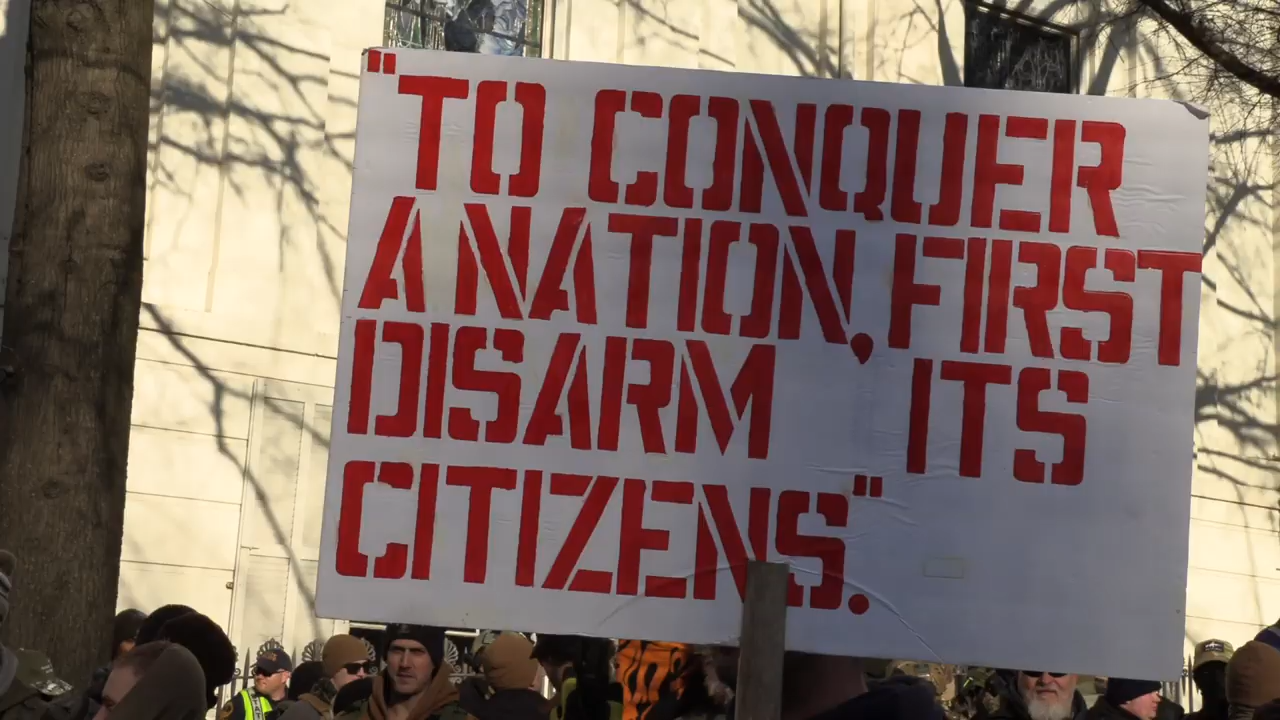 "TO CONQUER
A NATION, FIRST
DISARM ITS
CITIZENS."